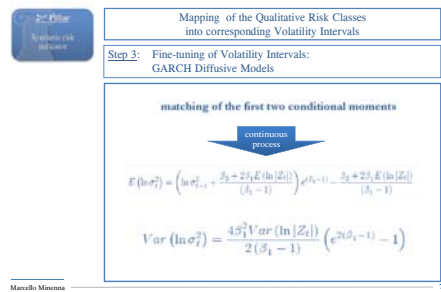 2nd Pillar
Synthetic risk
indicator
Mapping of the Qualitative Risk Classes
into corresponding Volatility Intervals
Step 3: Fine-tuning of Volatility Intervals:
GARCH Diffusive Models
matching of the first two conditional moments
continuous
process
E (ln σ_t^2) = ( ln σ_{t-1}^2 + (β_0 + 2β_1 E (ln |Z_t|)) / (β_1 − 1) ) e^{(β_1−1)} − (β_0 + 2β_1 E (ln |Z_t|)) / (β_1 − 1)
Var (ln σ_t^2) = (4β_1^2 Var (ln |Z_t|)) / (2 (β_1 − 1)) ( e^{2(β_1−1)} − 1 )
Marcello Minenna